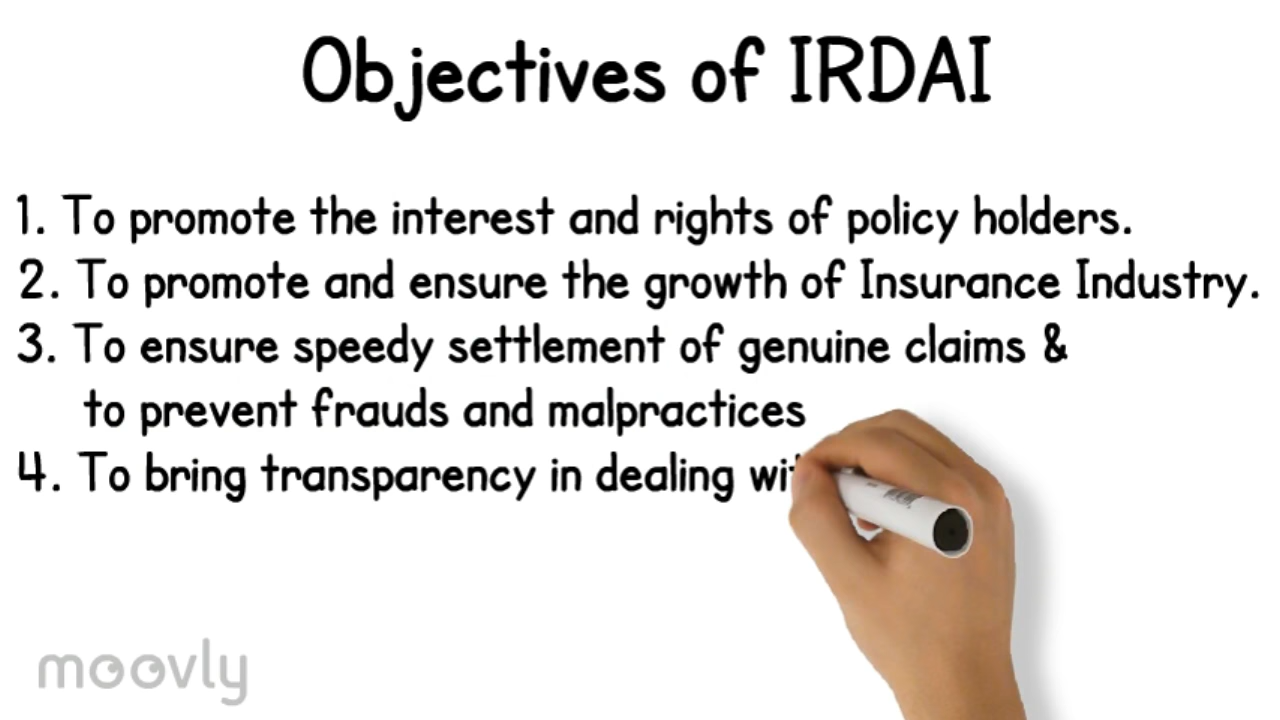 Objectives of IRDAI
1. To promote the interest and rights of policy holders.
2. To promote and ensure the growth of Insurance Industry.
3. To ensure speedy settlement of genuine claims &
to prevent frauds and malpractices
4. To bring transparency in dealing
moovly